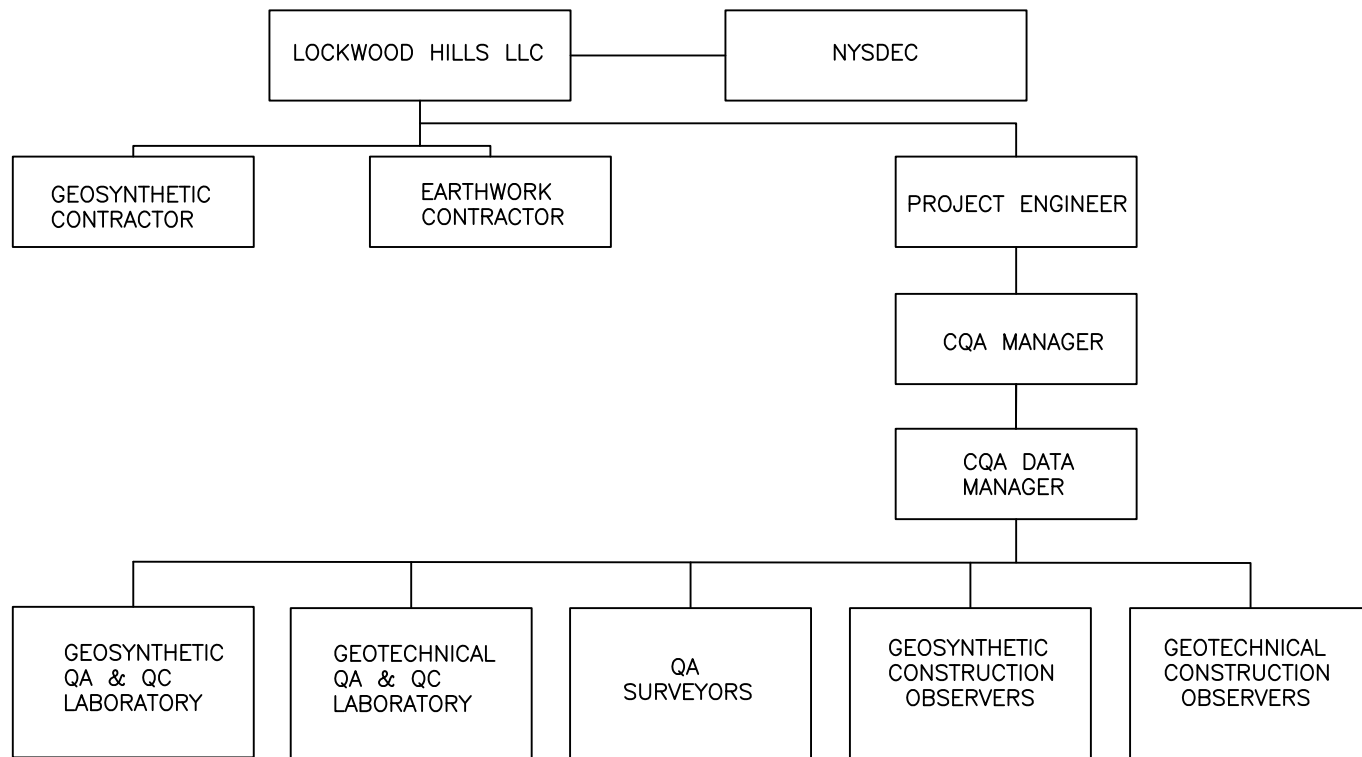 LOCKWOOD HILLS LLC
NYSDEC
GEOSYNTHETIC
CONTRACTOR
EARTHWORK
CONTRACTOR
PROJECT ENGINEER
CQA MANAGER
CQA DATA
MANAGER
GEOSYNTHETIC
QA & QC
LABORATORY
GEOTECHNICAL
QA & QC
LABORATORY
QA
SURVEYORS
GEOSYNTHETIC
CONSTRUCTION
OBSERVERS
GEOTECHNICAL
CONSTRUCTION
OBSERVERS